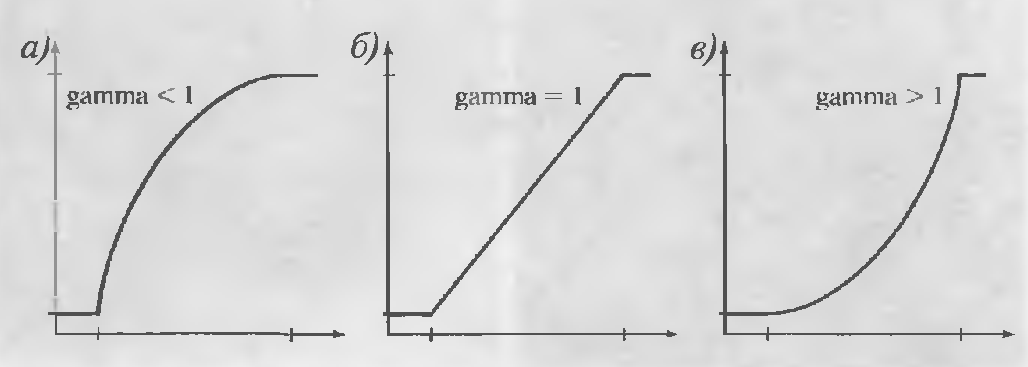 а)
gamma < 1
б)
gamma = 1
в)
gamma > 1